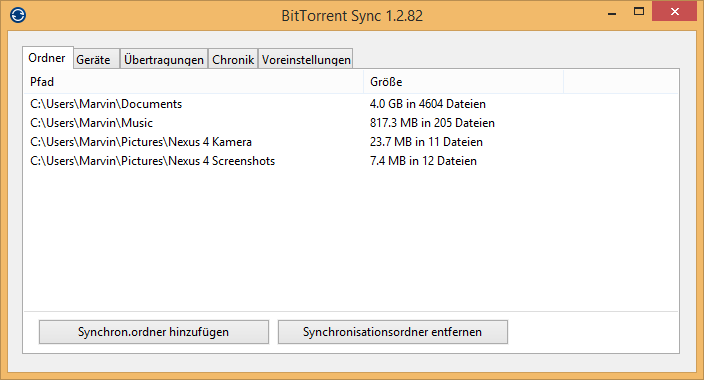 BitTorrent Sync 1.2.82
Ordner Geräte Übertragungen Chronik Voreinstellungen
Pfad Größe
C:\Users\Marvin\Documents 4.0 GB in 4604 Dateien
C:\Users\Marvin\Music 817.3 MB in 205 Dateien
C:\Users\Marvin\Pictures\Nexus 4 Kamera 23.7 MB in 11 Dateien
C:\Users\Marvin\Pictures\Nexus 4 Screenshots 7.4 MB in 12 Dateien
Synchron.ordner hinzufügen Synchronisationsordner entfernen